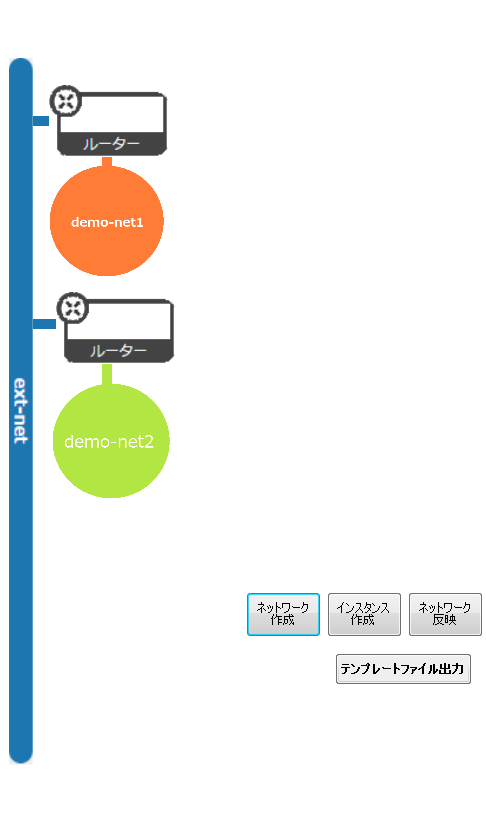 ルーター
demo-net1
ルーター
ext-net
demo-net2
ネットワーク
作成
インスタンス
作成
ネットワーク
反映
テンプレートファイル出力